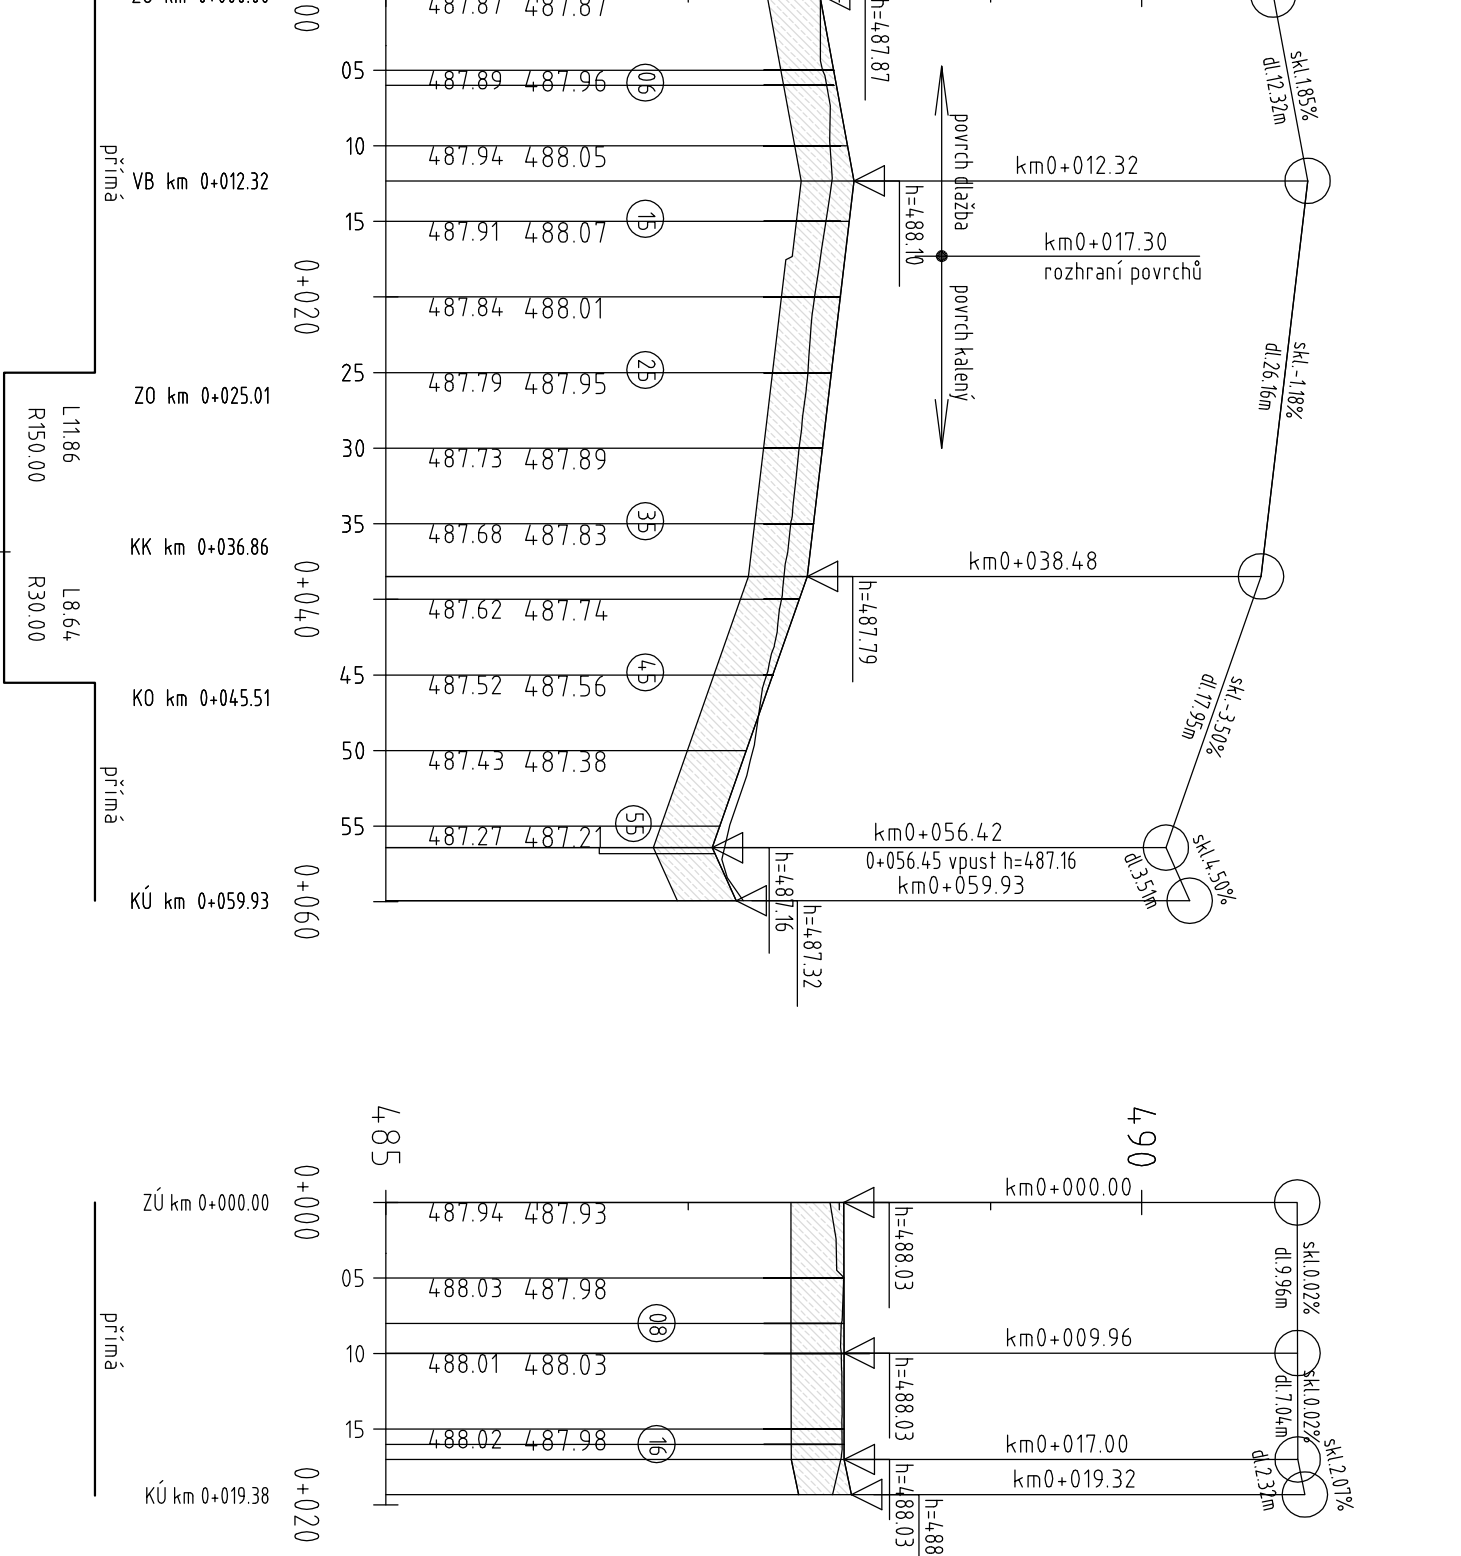 487.87 487.87
h=487.87
skl.1.85%
dl.12.32m
05
487.89 487.96
06
povrch dlažba
10
487.94 488.05
přímá
VB km 0+012.32
km0+012.32
h=488.10
15
487.91 488.07
15
km0+017.30
rozhraní povrchů
0+020
487.84 488.01
povrch kalený
skl.-1.18%
dl.26.16m
25
487.79 487.95
25
ZO km 0+025.01
L11.86
R150.00
30
487.73 487.89
35
487.68 487.83
35
KK km 0+036.86
km0+038.48
h=487.79
0+040
487.62 487.74
L8.64
R30.00
45
487.52 487.56
45
KO km 0+045.51
skl.-3.50%
dl.17.95m
50
487.43 487.38
přímá
55
487.27 487.21
55
km0+056.42
0+056.45 vpust h=487.16
h=487.16
skl.4.50%
dl.3.51m
KÚ km 0+059.93
0+060
km0+059.93
h=487.32
485
490
ZÚ km 0+000.00
0+000
487.94 487.93
km0+000.00
h=488.03
skl.0.02%
dl.9.96m
05
488.03 487.98
08
přímá
10
488.01 488.03
km0+009.96
h=488.03
skl.0.02%
dl.7.04m
15
488.02 487.98
16
km0+017.00
h=488.03
skl.2.07%
dl.2.32m
KÚ km 0+019.38
0+020
km0+019.32
h=488